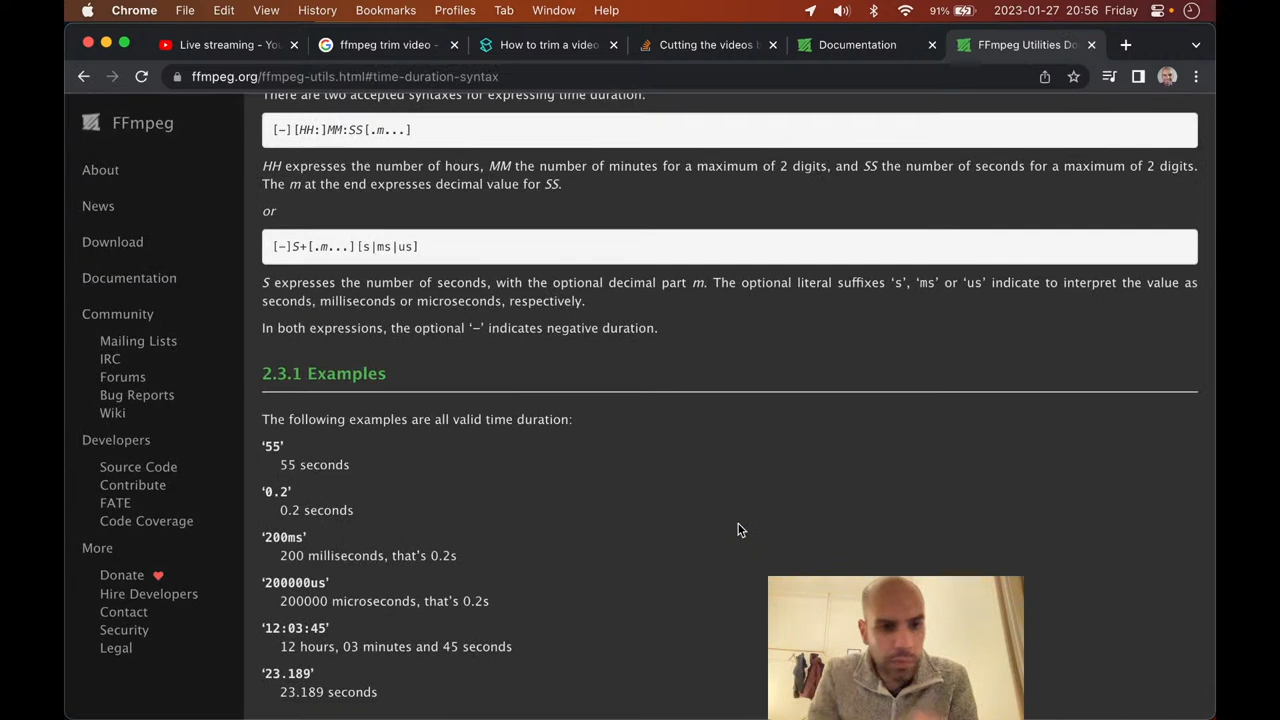 Chrome File Edit View History Bookmarks Profiles Tab Window Help 91% 2023-01-27 20:56 Friday
Live streaming - You
ffmpeg trim video -
How to trim a video
Cutting the videos b
Documentation
FFmpeg Utilities Do
ffmpeg.org/ffmpeg-utils.html#time-duration-syntax
FFmpeg
About
News
Download
Documentation
Community
Mailing Lists
IRC
Forums
Bug Reports
Wiki
Developers
Source Code
Contribute
FATE
Code Coverage
More
Donate
Hire Developers
Contact
Security
Legal
There are two accepted syntaxes for expressing time duration.
[-][HH:]MM:SS[.m...]
HH expresses the number of hours, MM the number of minutes for a maximum of 2 digits, and SS the number of seconds for a maximum of 2 digits.
The m at the end expresses decimal value for SS.
or
[-]S+[.m...][s|ms|us]
S expresses the number of seconds, with the optional decimal part m. The optional literal suffixes ‘s’, ‘ms’ or ‘us’ indicate to interpret the value as
seconds, milliseconds or microseconds, respectively.
In both expressions, the optional ‘-’ indicates negative duration.
2.3.1 Examples
The following examples are all valid time duration:
‘55’
55 seconds
‘0.2’
0.2 seconds
‘200ms’
200 milliseconds, that’s 0.2s
‘200000us’
200000 microseconds, that’s 0.2s
‘12:03:45’
12 hours, 03 minutes and 45 seconds
‘23.189’
23.189 seconds